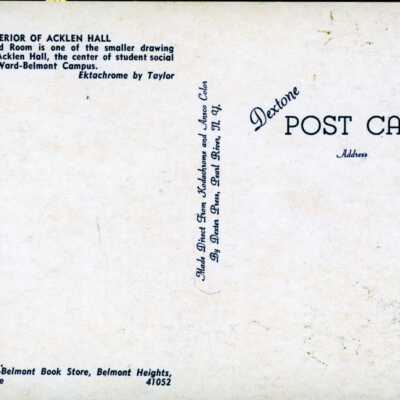 ERIOR OF ACKLEN HALL
d Room is one of the smaller drawing
Acklen Hall, the center of student social
Ward-Belmont Campus.
Ektachrome by Taylor
Made Direct From Kodachrome and Ansco Color
By Dexter Press, Pearl River, N. Y.
Dextone
POST CA
Address
Belmont Book Store, Belmont Heights,
e 41052